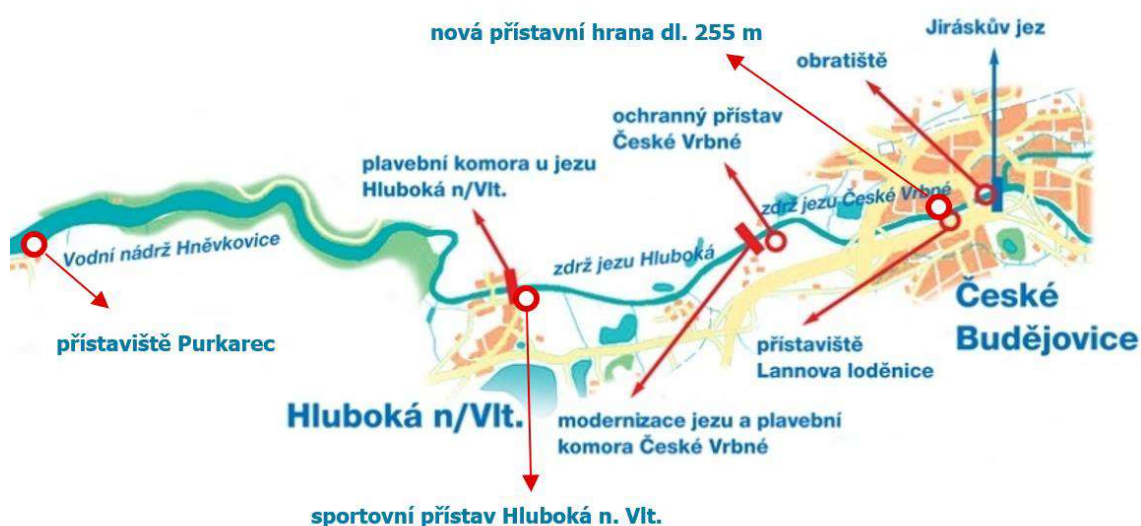 nová přístavní hrana dl. 255 m
Jiráskův jez
obratiště
ochranný přístav
České Vrbné
plavební komora u jezu
Hluboká n/Vlt.
zdrž jezu České Vrbné
Vodní nádrž Hněvkovice
zdrž jezu Hluboká
přístaviště Purkarec
České
Budějovice
přístaviště
Lannova loděnice
Hluboká n/Vlt.
modernizace jezu a plavební
komora České Vrbné
sportovní přístav Hluboká n. Vlt.